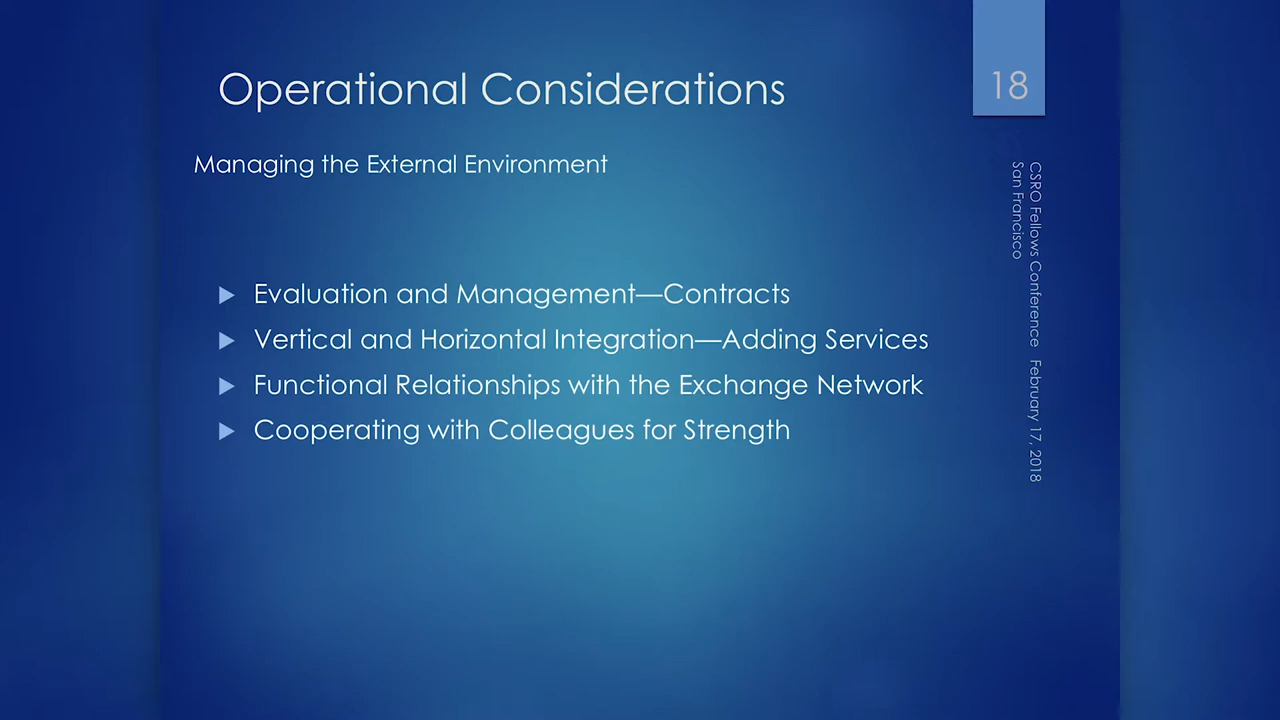 Operational Considerations
18
Managing the External Environment
Evaluation and Management—Contracts
Vertical and Horizontal Integration—Adding Services
Functional Relationships with the Exchange Network
Cooperating with Colleagues for Strength
CSRO Fellows Conference February 17, 2018
San Francisco